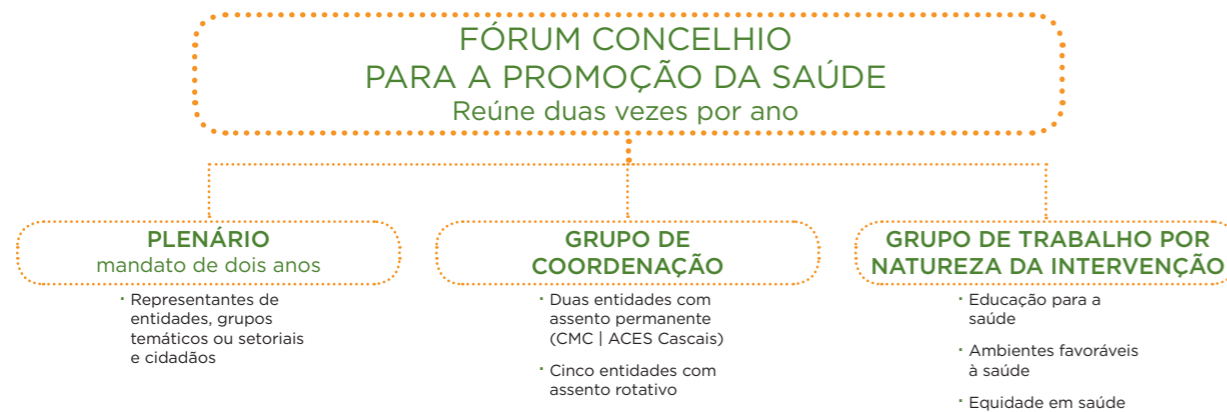 FÓRUM CONCELHIO
PARA A PROMOÇÃO DA SAÚDE
Reúne duas vezes por ano
PLENÁRIO
mandato de dois anos
· Representantes de
entidades, grupos
temáticos ou setoriais
e cidadãos
GRUPO DE
COORDENAÇÃO
· Duas entidades com
assento permanente
(CMC | ACES Cascais)
· Cinco entidades com
assento rotativo
GRUPO DE TRABALHO POR
NATUREZA DA INTERVENÇÃO
· Educação para a
saúde
· Ambientes favoráveis
à saúde
· Equidade em saúde